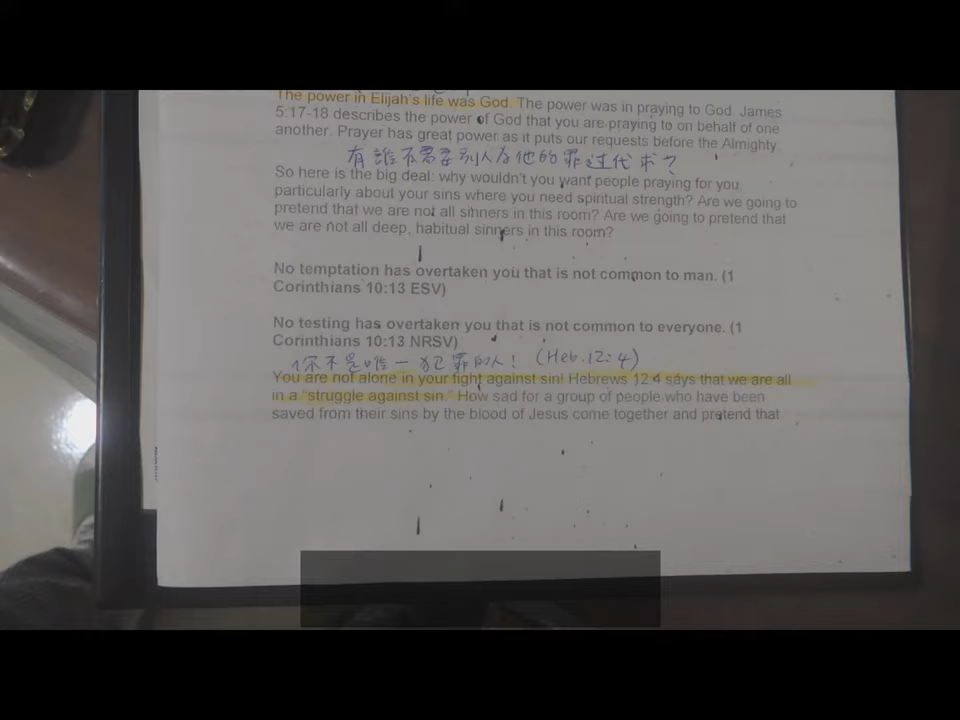 The power in Elijah's life was God. The power was in praying to God. James
5:17-18 describes the power of God that you are praying to on behalf of one
another. Prayer has great power as it puts our requests before the Almighty.
有誰不需要別人為他的罪过代求？
So here is the big deal: why wouldn't you want people praying for you,
particularly about your sins where you need spiritual strength? Are we going to
pretend that we are not all sinners in this room? Are we going to pretend that
we are not all deep, habitual sinners in this room?
No temptation has overtaken you that is not common to man. (1
Corinthians 10:13 ESV)
No testing has overtaken you that is not common to everyone. (1
Corinthians 10:13 NRSV)
你不是唯一犯罪的人！ (Heb.12:4)
You are not alone in your fight against sin! Hebrews 12:4 says that we are all
in a "struggle against sin." How sad for a group of people who have been
saved from their sins by the blood of Jesus come together and pretend that